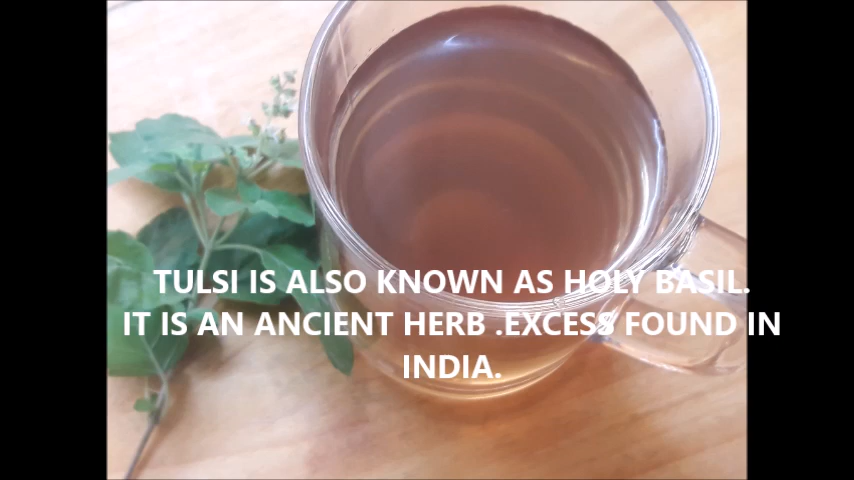 TULSI IS ALSO KNOWN AS HOLY BASIL.
IT IS AN ANCIENT HERB .EXCESS FOUND IN
INDIA.